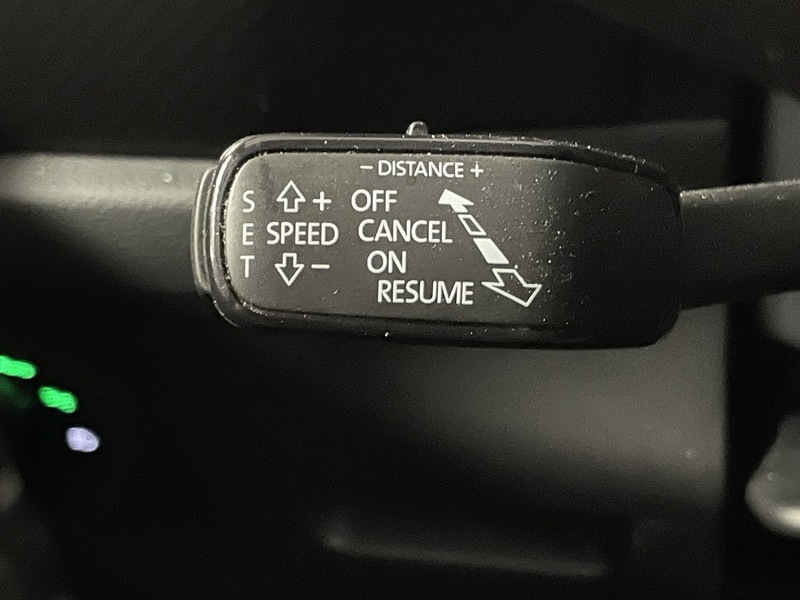 − DISTANCE +
S + OFF
E SPEED CANCEL
T − ON
RESUME